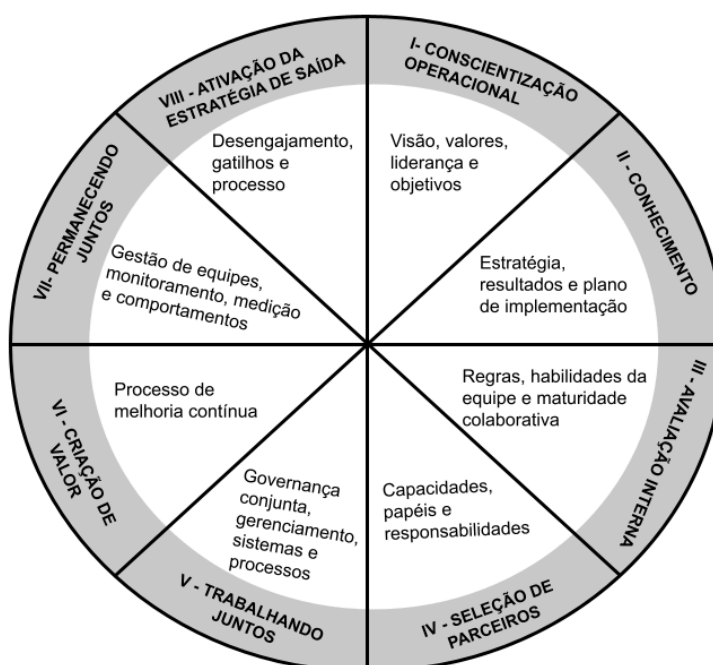 I- CONSCIENTIZAÇÃO
OPERACIONAL
Visão, valores,
liderança e
objetivos
II - CONHECIMENTO
Estratégia,
resultados e plano
de implementação
III - AVALIAÇÃO INTERNA
Regras, habilidades da
equipe e maturidade
colaborativa
IV - SELEÇÃO DE
PARCEIROS
Capacidades,
papéis e
responsabilidades
V - TRABALHANDO
JUNTOS
Governança
conjunta,
gerenciamento,
sistemas e
processos
VI - CRIAÇÃO DE
VALOR
Processo de
melhoria contínua
VII- PERMANECENDO
JUNTOS
Gestão de equipes,
monitoramento, medição
e comportamentos
VIII - ATIVAÇÃO DA
ESTRATÉGIA DE SAÍDA
Desengajamento,
gatilhos e
processo